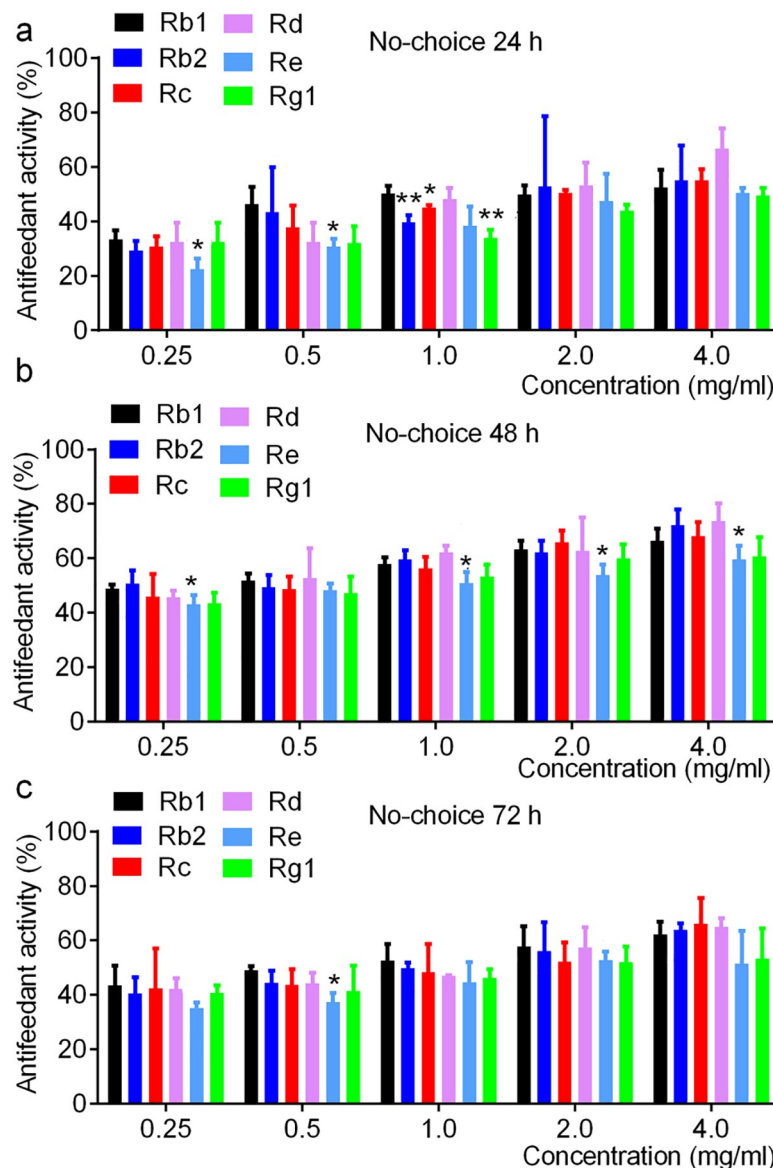 a
Rb1 Rd
Rb2 Re
Rc Rg1
No-choice 24 h
Antifeedant activity (%)
100
80
60
40
20
0
* * ** * ** 
0.25 0.5 1.0 2.0 4.0
Concentration (mg/ml)
b
Rb1 Rd
Rb2 Re
Rc Rg1
No-choice 48 h
Antifeedant activity (%)
100
80
60
40
20
0
* * * *
0.25 0.5 1.0 2.0 4.0
Concentration (mg/ml)
c
Rb1 Rd
Rb2 Re
Rc Rg1
No-choice 72 h
Antifeedant activity (%)
100
80
60
40
20
0
*
0.25 0.5 1.0 2.0 4.0
Concentration (mg/ml)